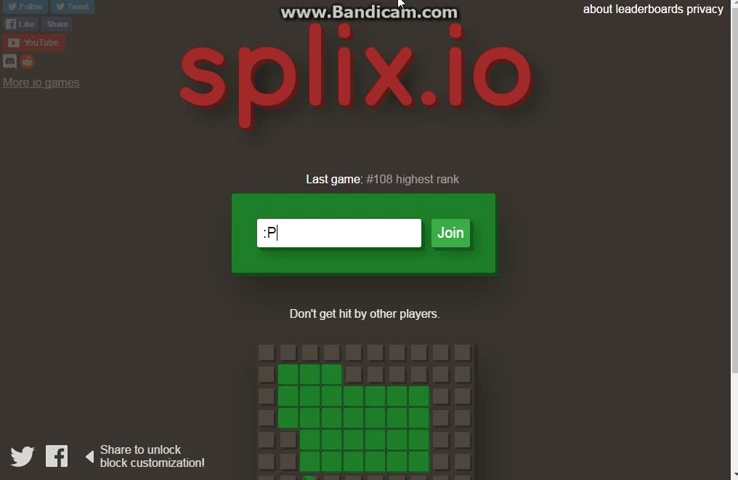 Follow Tweet
www.Bandicam.com
about leaderboards privacy
Like Share
YouTube
More io games
splix.io
Last game: #108 highest rank
:P
Join
Don't get hit by other players.
Share to unlock
block customization!